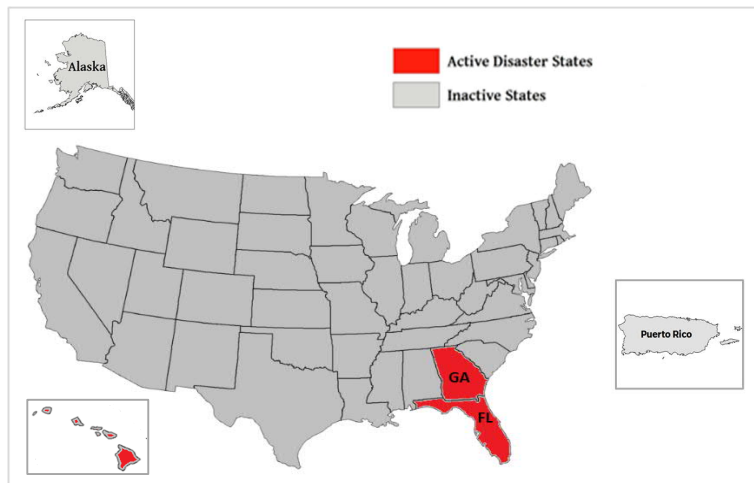 Alaska
Active Disaster States
Inactive States
Puerto Rico
GA
FL